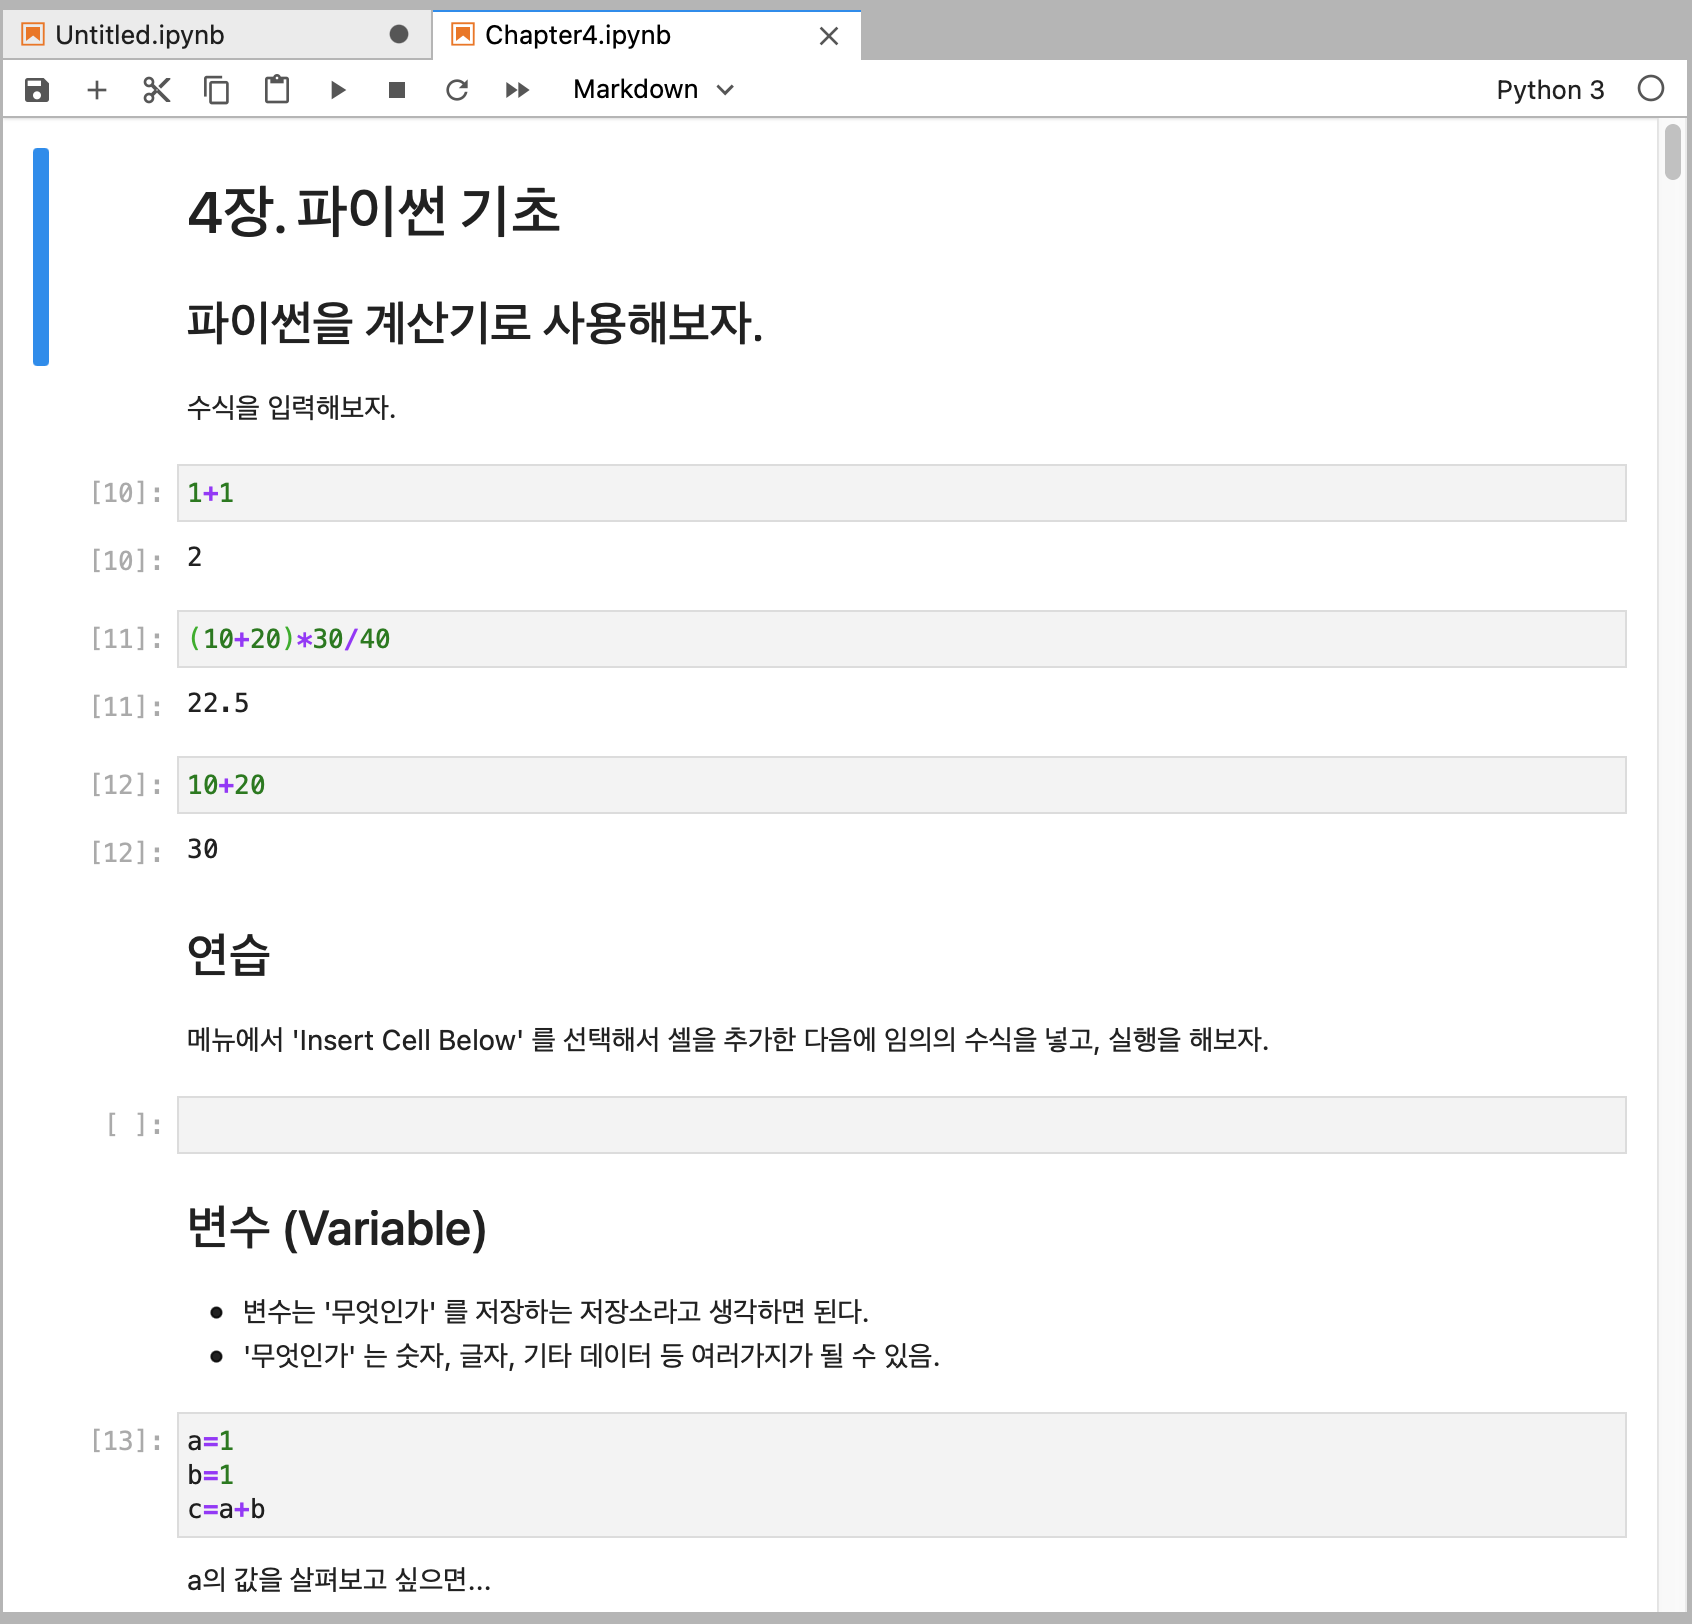 Untitled.ipynb
Chapter4.ipynb
Markdown
Python 3
4장. 파이썬 기초
파이썬을 계산기로 사용해보자.
수식을 입력해보자.
[10]: 1+1
[10]: 2
[11]: (10+20)*30/40
[11]: 22.5
[12]: 10+20
[12]: 30
연습
메뉴에서 'Insert Cell Below' 를 선택해서 셀을 추가한 다음에 임의의 수식을 넣고, 실행을 해보자.
[ ]:
변수 (Variable)
• 변수는 '무엇인가' 를 저장하는 저장소라고 생각하면 된다.
• '무엇인가' 는 숫자, 글자, 기타 데이터 등 여러가지가 될 수 있음.
[13]: a=1
b=1
c=a+b
a의 값을 살펴보고 싶으면...